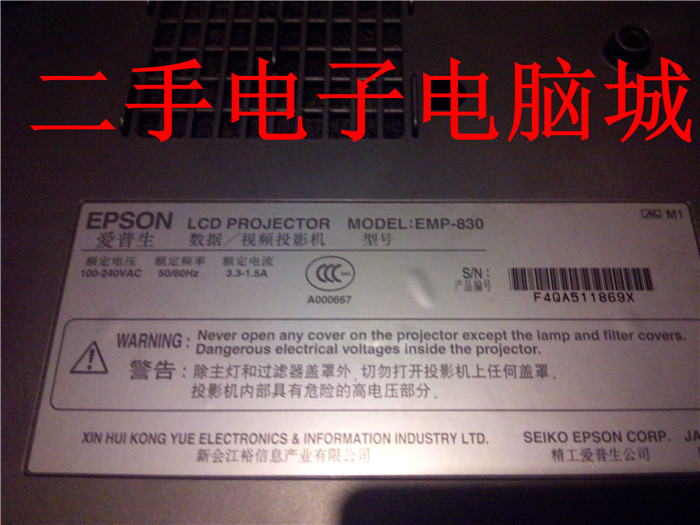 二手电子电脑城
EPSON LCD PROJECTOR MODEL:EMP-830
爱普生 数据/视频投影机 型号
M1
额定电压 额定频率 额定电流
100-240VAC 50/60Hz 3.3-1.5A
CCC
A000667
S/N:
产品编号
F4QA511869X
WARNING: Never open any cover on the projector except the lamp and filter covers.
Dangerous electrical voltages inside the projector.
警告: 除主灯和过滤器盖罩外,切勿打开投影机上任何盖罩.
投影机内部具有危险的高电压部分.
XIN HUI KONG YUE ELECTRONICS & INFORMATION INDUSTRY LTD. SEIKO EPSON CORP. JA
新会江裕信息产业有限公司 精工爱普生公司